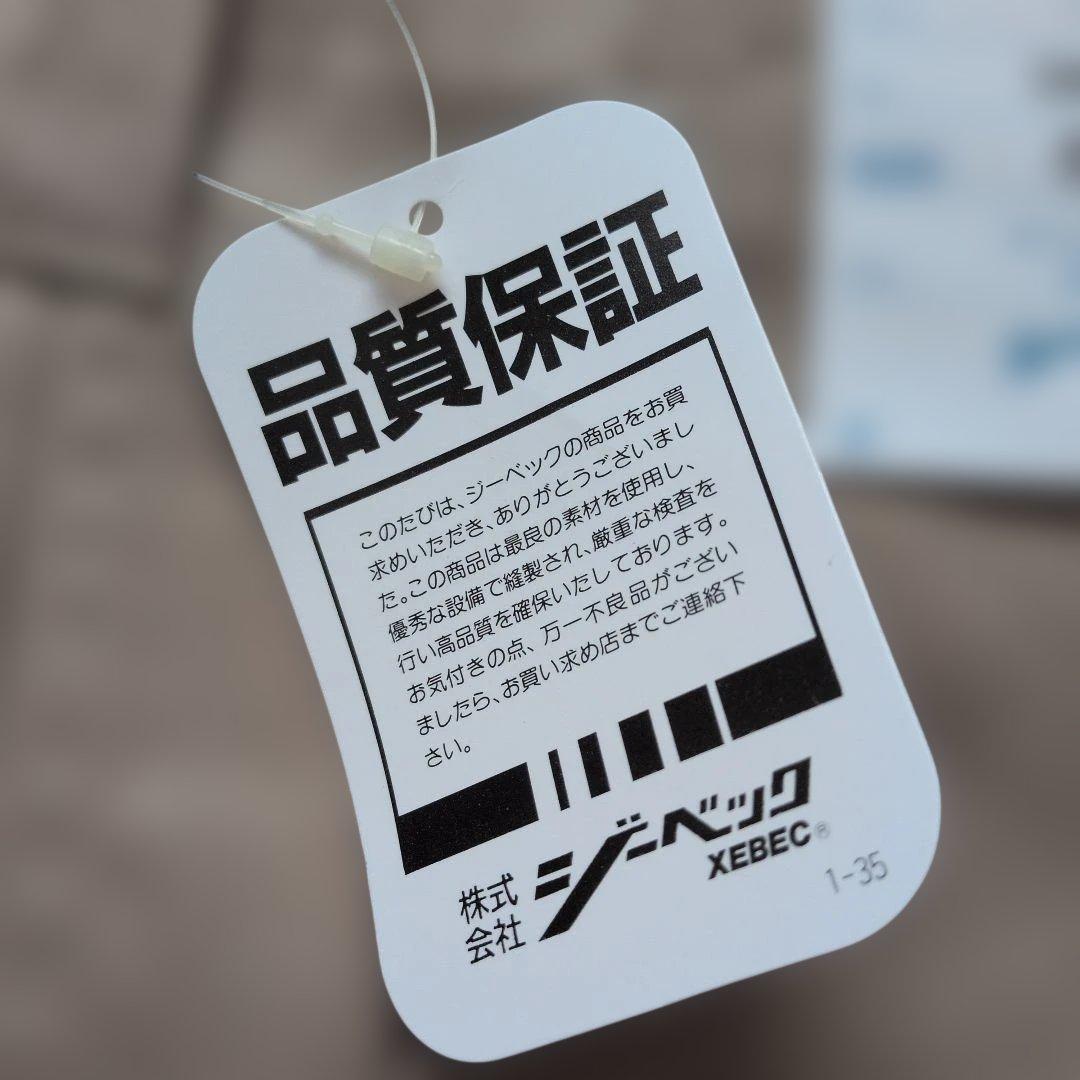 品質保証
このたびは、ジーベックの商品をお買
求めいただき、ありがとうございまし
た。この商品は最良の素材を使用し、
優秀な設備で縫製され、厳重な検査を
行い高品質を確保いたしております。
お気付きの点、万一不良品がござい
ましたら、お買い求め店までご連絡下
さい。
株式
会社
ジーベック
XEBEC®
1-35